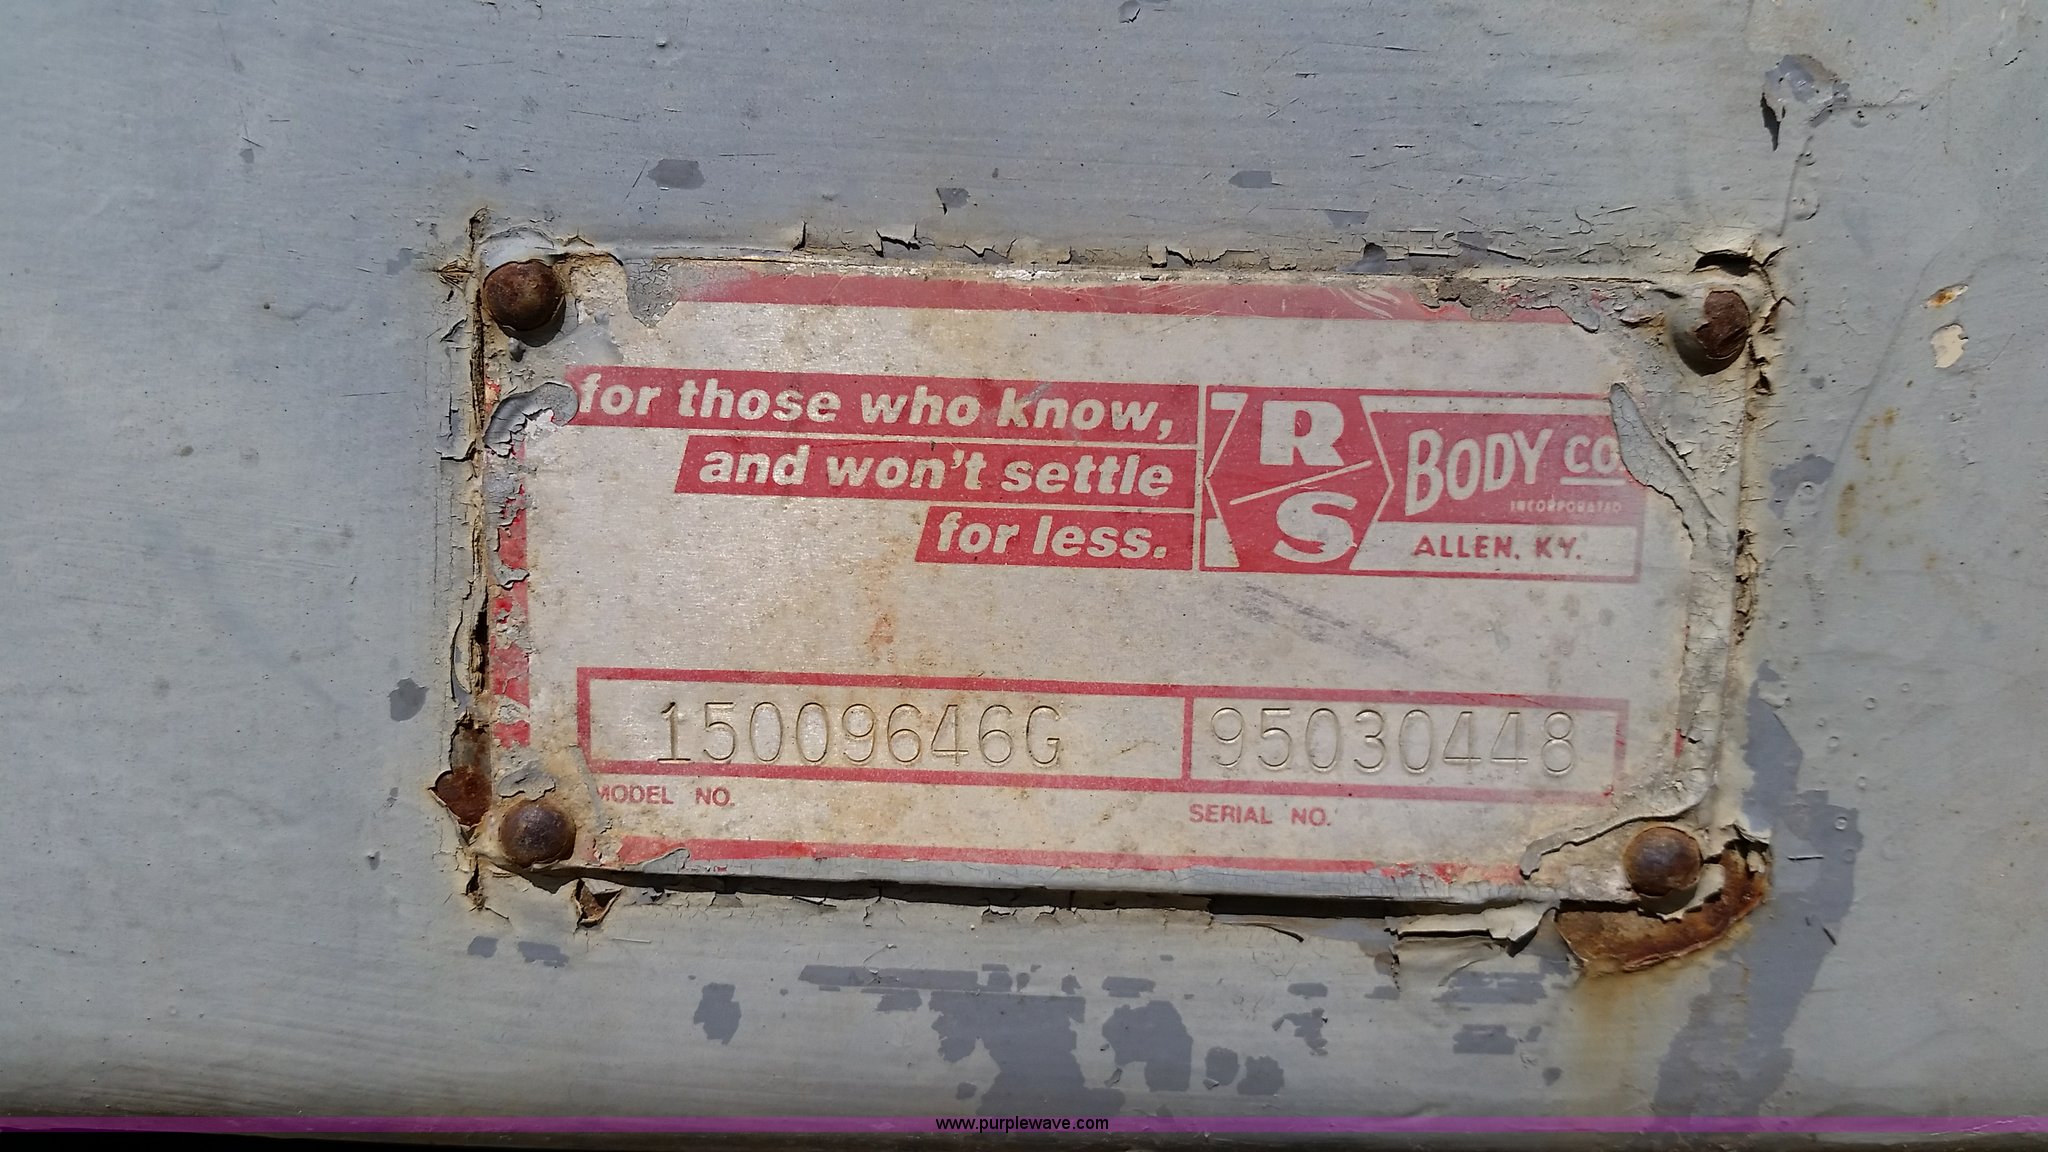 for those who know,
and won't settle
for less.
R/S
BODY CO.
INCORPORATED
ALLEN, KY.
15009646G
95030448
MODEL NO.
SERIAL NO.
www.purplewave.com